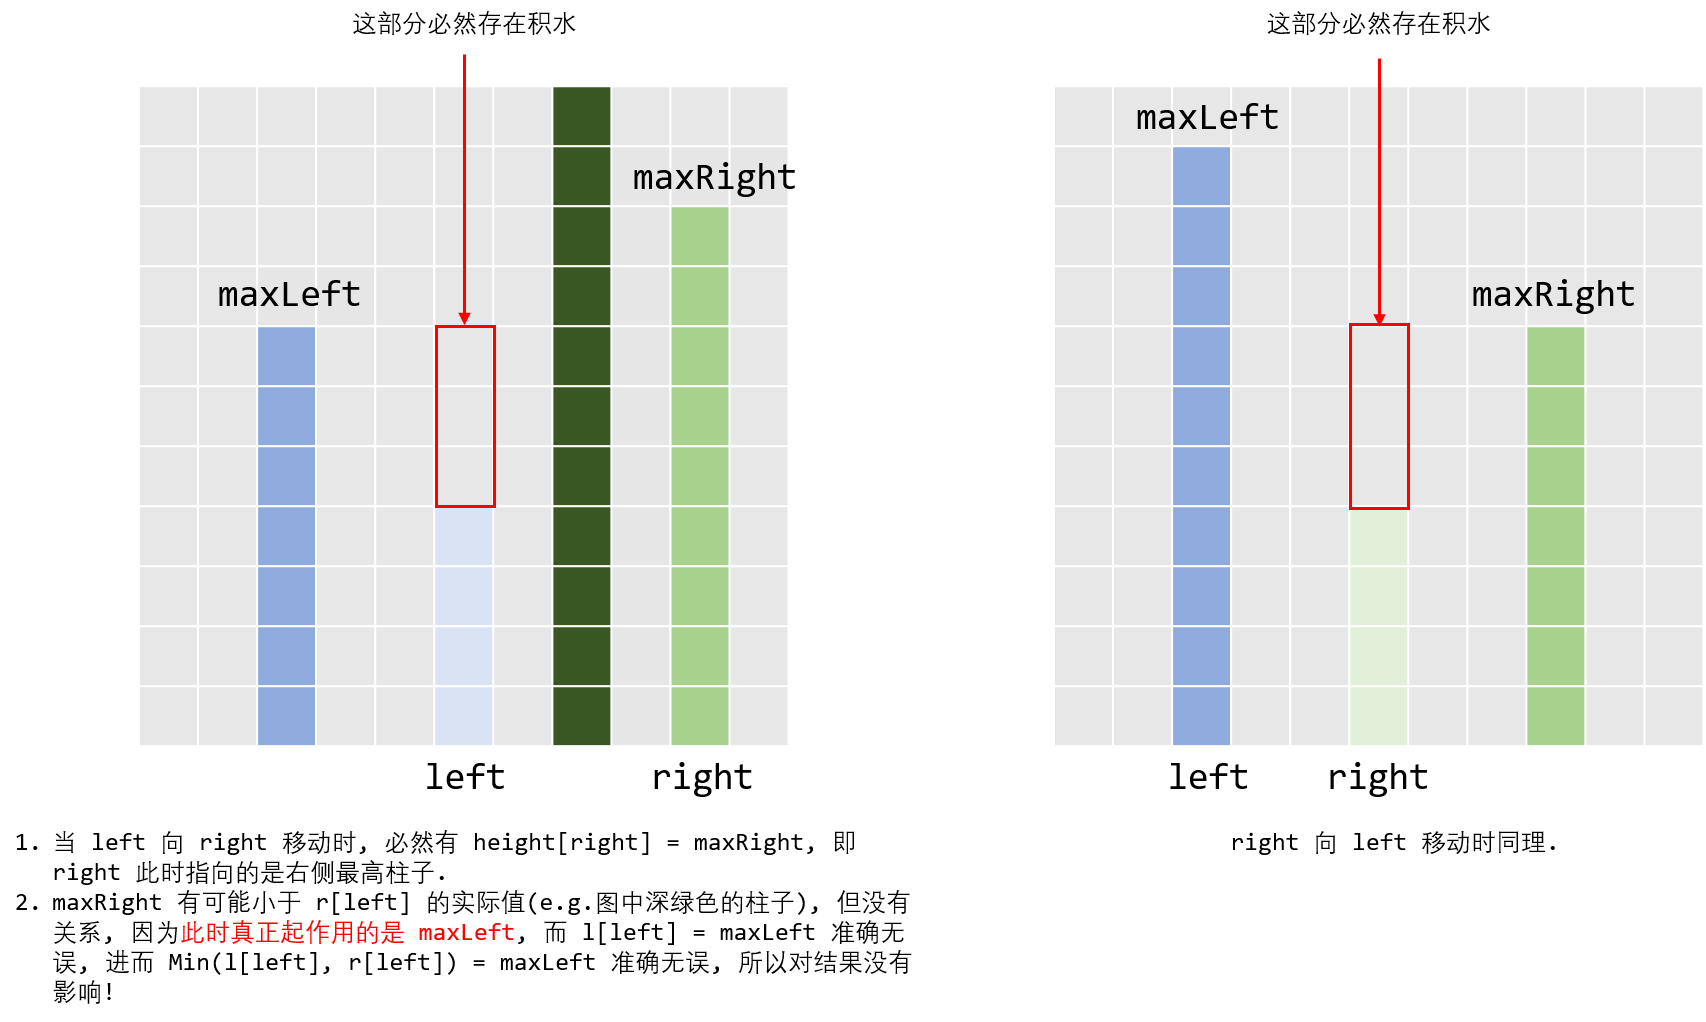 这部分必然存在积水
这部分必然存在积水
maxLeft
maxRight
maxLeft
maxRight
left
right
left
right
1. 当 left 向 right 移动时, 必然有 height[right] = maxRight, 即
right 此时指向的是右侧最高柱子.
2. maxRight 有可能小于 r[left] 的实际值(e.g.图中深绿色的柱子), 但没有
关系, 因为此时真正起作用的是 maxLeft, 而 l[left] = maxLeft 准确无
误, 进而 Min(l[left], r[left]) = maxLeft 准确无误, 所以对结果没有
影响!
right 向 left 移动时同理.